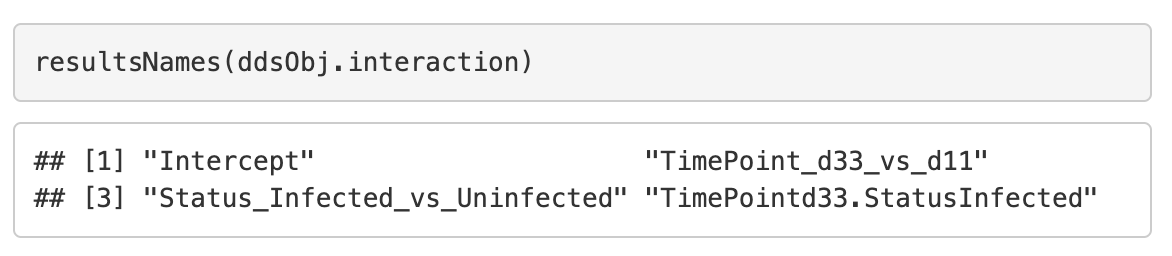 resultsNames(ddsObj.interaction)
## [1] "Intercept"                     "TimePoint_d33_vs_d11"
## [3] "Status_Infected_vs_Uninfected" "TimePointd33.StatusInfected"